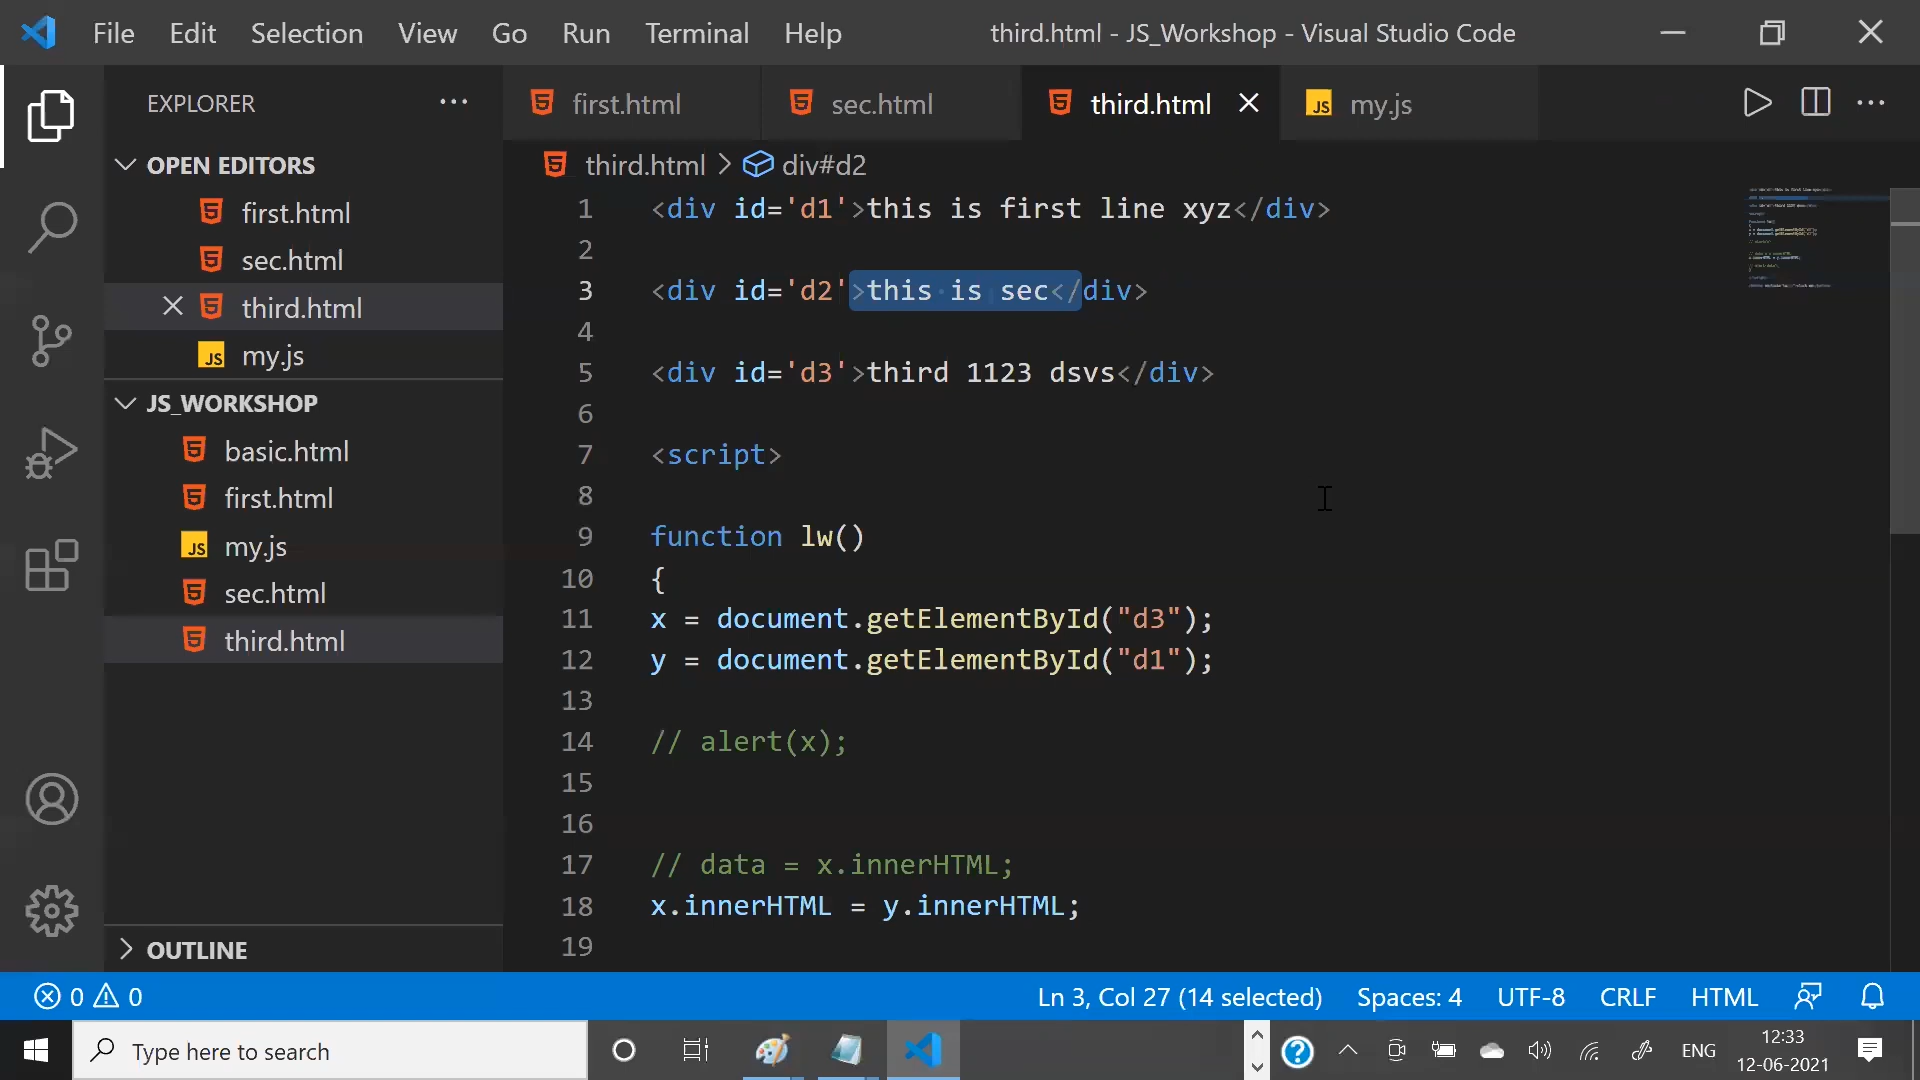 File Edit Selection View Go Run Terminal Help third.html - JS_Workshop - Visual Studio Code
EXPLORER
OPEN EDITORS
first.html
sec.html
third.html
JS my.js
JS_WORKSHOP
basic.html
first.html
JS my.js
sec.html
third.html
OUTLINE
first.html sec.html third.html JS my.js
third.html > div#d2
1 <div id='d1'>this is first line xyz</div>
2
3 <div id='d2'>this is sec</div>
4
5 <div id='d3'>third 1123 dsvs</div>
6
7 <script>
8
9 function lw()
10 {
11 x = document.getElementById("d3");
12 y = document.getElementById("d1");
13
14 // alert(x);
15
16
17 // data = x.innerHTML;
18 x.innerHTML = y.innerHTML;
19
0 0 Ln 3, Col 27 (14 selected) Spaces: 4 UTF-8 CRLF HTML
Type here to search
ENG
12:33
12-06-2021